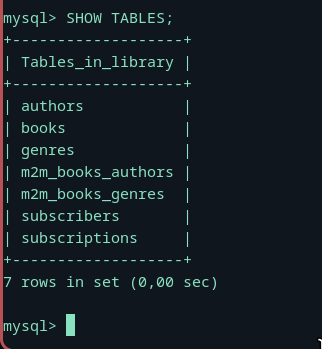 mysql> SHOW TABLES;
+-------------------+
| Tables_in_library |
+-------------------+
| authors           |
| books             |
| genres            |
| m2m_books_authors |
| m2m_books_genres  |
| subscribers       |
| subscriptions     |
+-------------------+
7 rows in set (0,00 sec)
mysql>